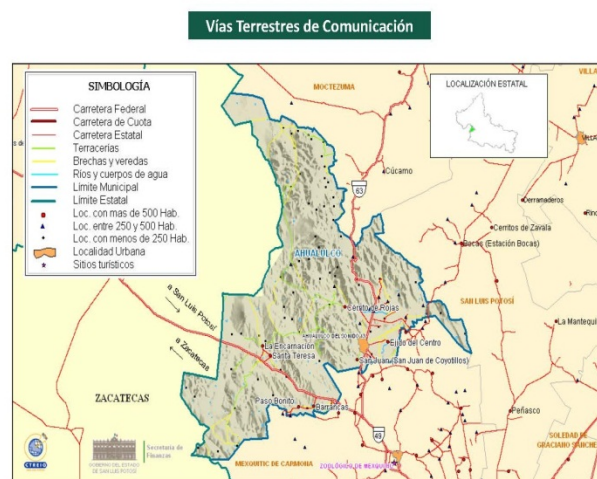 Vías Terrestres de Comunicación
SIMBOLOGÍA
Carretera Federal
Carretera de Cuota
Carretera Estatal
Terracerias
Brechas y veredas
Ríos y cuerpos de agua
Límite Municipal
Límite Estatal
Loc. con mas de 500 Hab.
Loc. entre 250 y 500 Hab.
Loc. con menos de 250 Hab.
Localidad Urbana
Sitios turísticos
MOCTEZUMA
LOCALIZACIÓN ESTATAL
VILLA
Cúcamo
63
Derramaderos
Cerritos de Zavala
Bocas (Estación Bocas)
AHUALULCO
SAN LUIS POTOSÍ
a San Luis Potosí
Cerrito de Rojas
La Mantequi
a Zacatecas
La Encarnación
Santa Teresa
Ejido del Centro
San Juan (San Juan de Coyotillos)
ZACATECAS
Paso Bonito
Barrancas
Peñasco
49
SOLEDAD DE
GRACIANO SANCHEZ
CTREIG
GOBIERNO DEL ESTADO
DE SAN LUIS POTOSÍ
Secretaría de
Finanzas
MEXQUITIC DE CARMONA